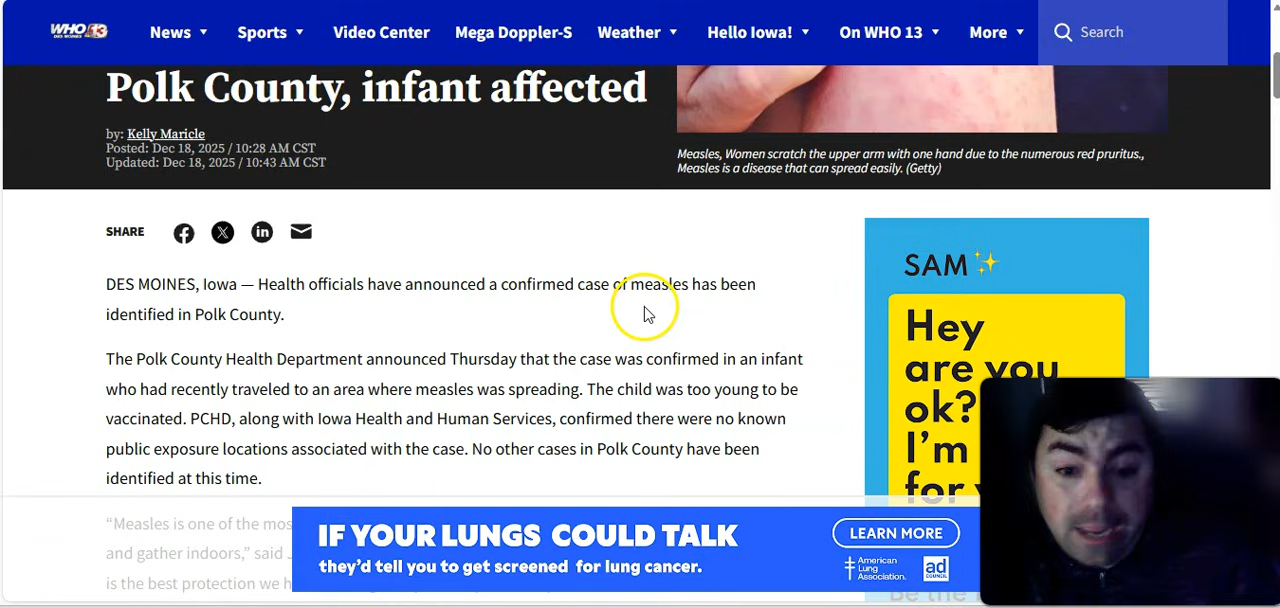 WHO 13
DES MOINES
News
Sports
Video Center
Mega Doppler-S
Weather
Hello Iowa!
On WHO 13
More
Search
Polk County, infant affected
by: Kelly Maricle
Posted: Dec 18, 2025 / 10:28 AM CST
Updated: Dec 18, 2025 / 10:43 AM CST
Measles, Women scratch the upper arm with one hand due to the numerous red pruritus.,
Measles is a disease that can spread easily. (Getty)
SHARE
DES MOINES, Iowa — Health officials have announced a confirmed case of measles has been
identified in Polk County.
The Polk County Health Department announced Thursday that the case was confirmed in an infant
who had recently traveled to an area where measles was spreading. The child was too young to be
vaccinated. PCHD, along with Iowa Health and Human Services, confirmed there were no known
public exposure locations associated with the case. No other cases in Polk County have been
identified at this time.
“Measles is one of the mos
and gather indoors,” said
is the best protection we h
SAM
Hey
are you
ok?
I’m
for
IF YOUR LUNGS COULD TALK
they’d tell you to get screened for lung cancer.
LEARN MORE
American
Lung
Association.
ad
COUNCIL